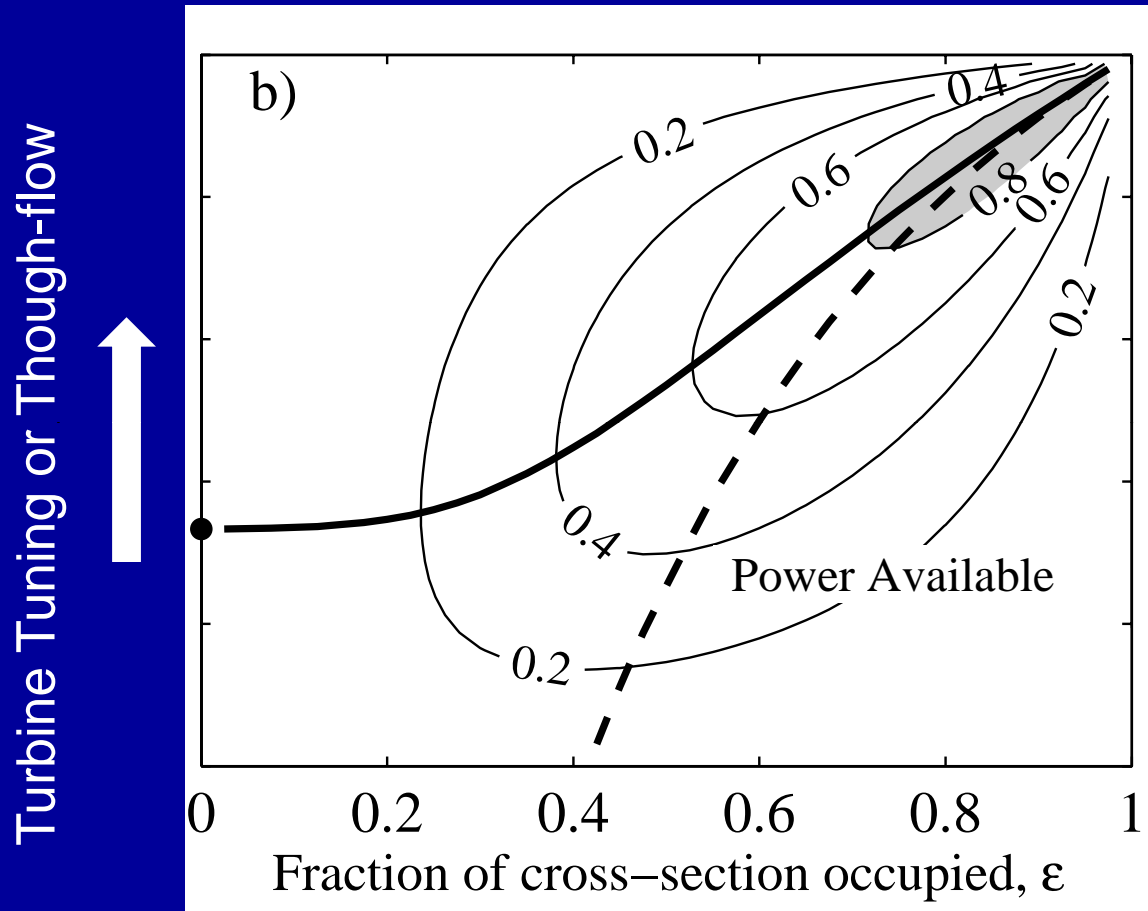 Turbine Tuning or Though-flow
b)
0.2
0.4
0.6
0.8
0.6
0.2
0.4
0.2
Power Available
0 0.2 0.4 0.6 0.8 1
Fraction of cross−section occupied, ε